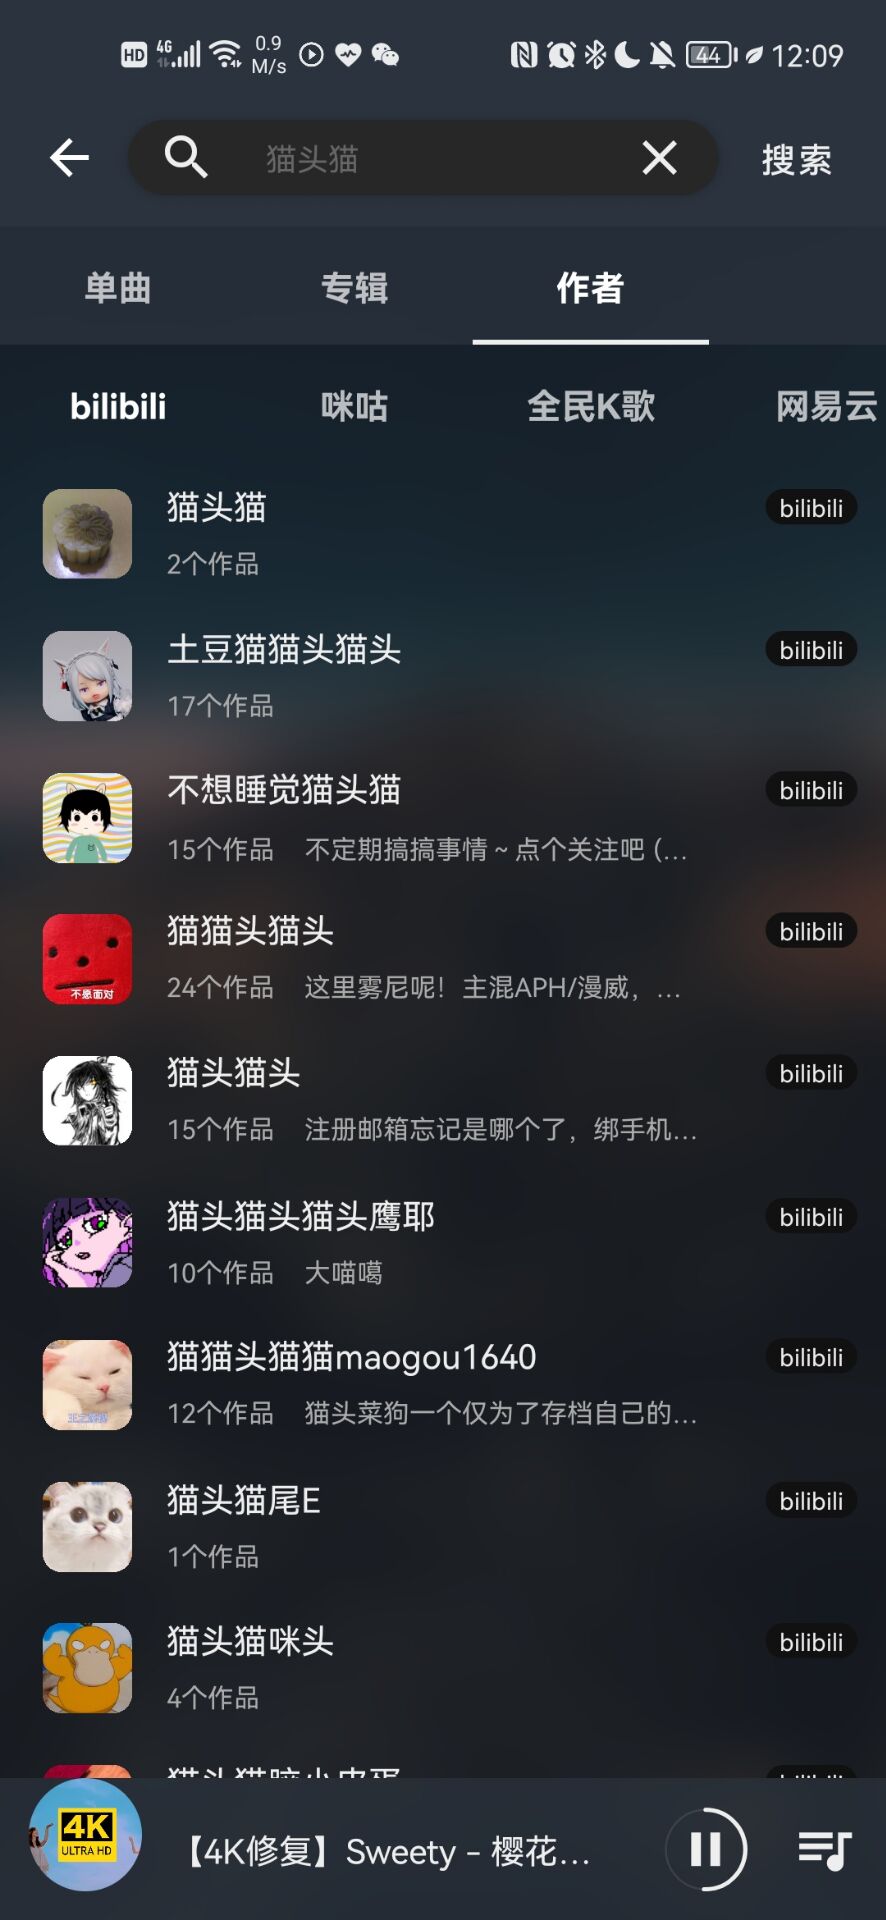 HD 4G 0.9 M/s 44 12:09
猫头猫 搜索
单曲 专辑 作者
bilibili 咪咕 全民K歌 网易云
猫头猫 bilibili
2个作品
土豆猫猫头猫头 bilibili
17个作品
不想睡觉猫头猫 bilibili
15个作品 不定期搞搞事情~点个关注吧 (...
猫猫头猫头 bilibili
不愿面对
24个作品 这里雾尼呢！主混APH/漫威，...
猫头猫头 bilibili
15个作品 注册邮箱忘记是哪个了，绑手机...
猫头猫头猫头鹰耶 bilibili
10个作品 大喵噶
猫猫头猫猫maogou1640 bilibili
12个作品 猫头菜狗一个仅为了存档自己的...
猫头猫尾E bilibili
1个作品
猫头猫咪头 bilibili
4个作品
4K
ULTRA HD
【4K修复】Sweety - 樱花...